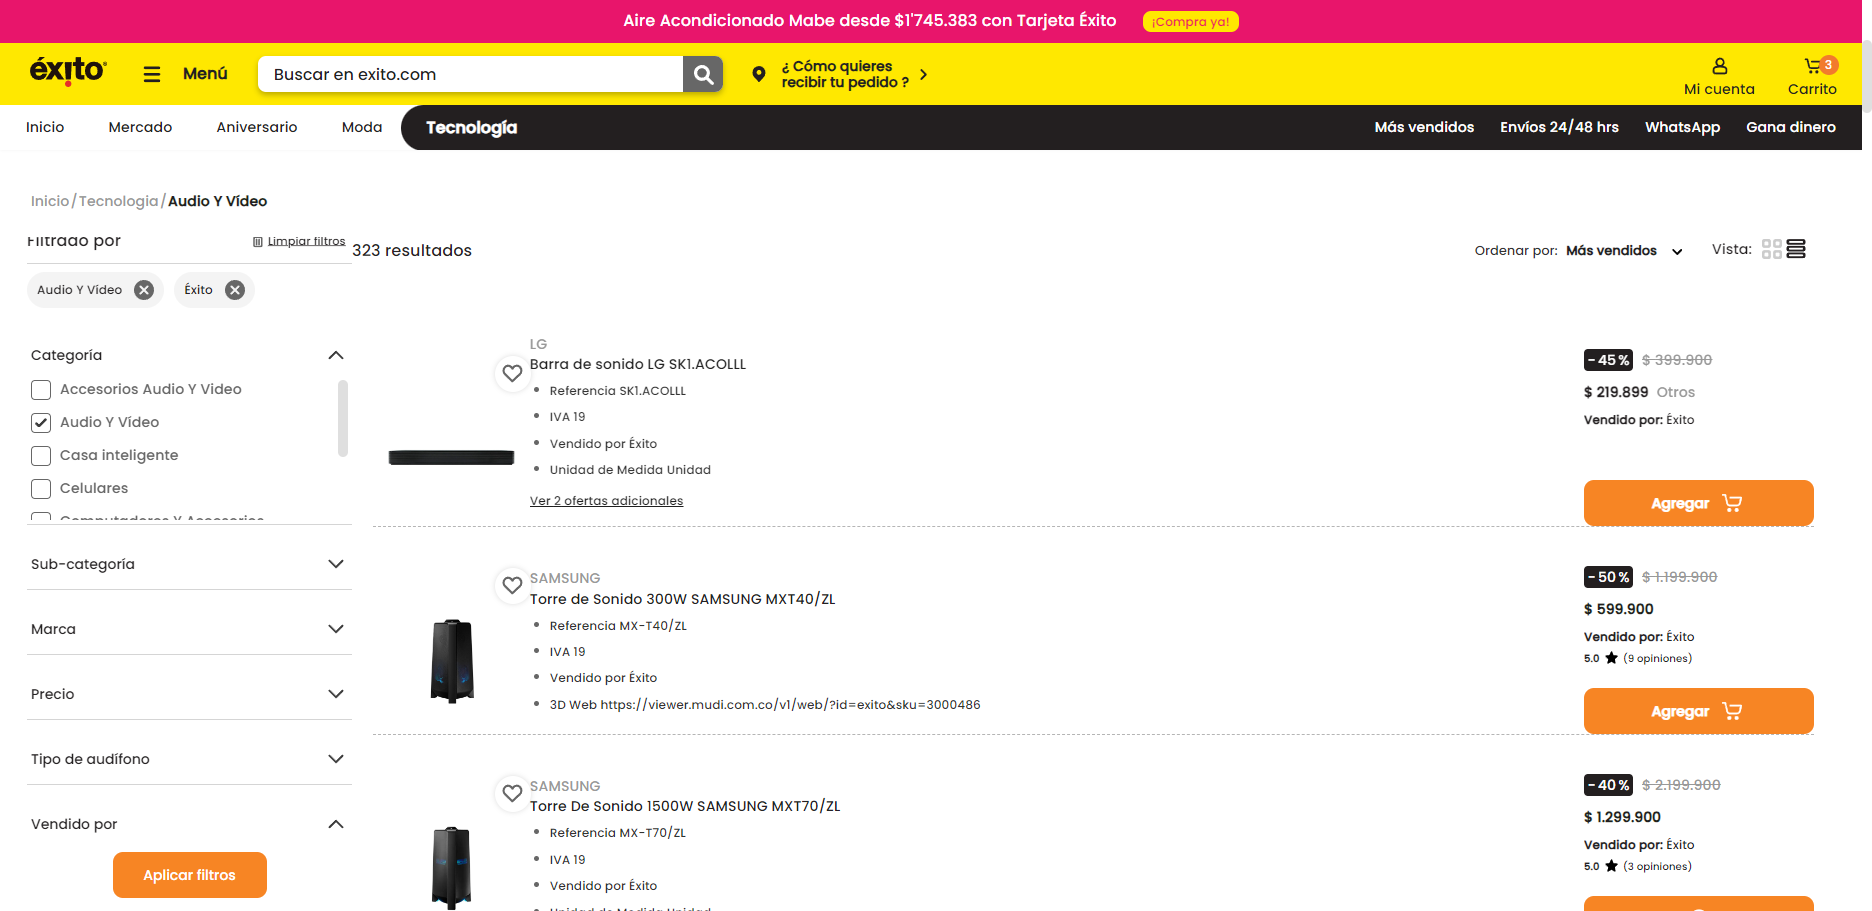 Aire Acondicionado Mabe desde $1'745.383 con Tarjeta Éxito ¡Compra ya!
éxito
Menú
Buscar en exito.com
¿ Cómo quieres
recibir tu pedido ?
Mi cuenta
3
Carrito
Inicio Mercado Aniversario Moda Tecnología Más vendidos Envíos 24/48 hrs WhatsApp Gana dinero
Inicio/Tecnologia/Audio Y Vídeo
Filtrado por Limpiar filtros
323 resultados
Ordenar por: Más vendidos Vista:
Audio Y Vídeo Éxito
Categoría
Accesorios Audio Y Video
Audio Y Vídeo
Casa inteligente
Celulares
Computadores Y Accesorios
Sub-categoría
Marca
Precio
Tipo de audífono
Vendido por
Aplicar filtros
LG
Barra de sonido LG SK1.ACOLLL
Referencia SK1.ACOLLL
IVA 19
Vendido por Éxito
Unidad de Medida Unidad
Ver 2 ofertas adicionales
-45% $ 399.900
$ 219.899 Otros
Vendido por: Éxito
Agregar
SAMSUNG
Torre de Sonido 300W SAMSUNG MXT40/ZL
Referencia MX-T40/ZL
IVA 19
Vendido por Éxito
3D Web https://viewer.mudi.com.co/v1/web/?id=exito&sku=3000486
-50% $ 1.199.900
$ 599.900
Vendido por: Éxito
5.0 (9 opiniones)
Agregar
SAMSUNG
Torre De Sonido 1500W SAMSUNG MXT70/ZL
Referencia MX-T70/ZL
IVA 19
Vendido por Éxito
Unidad de Medida Unidad
-40% $ 2.199.900
$ 1.299.900
Vendido por: Éxito
5.0 (3 opiniones)